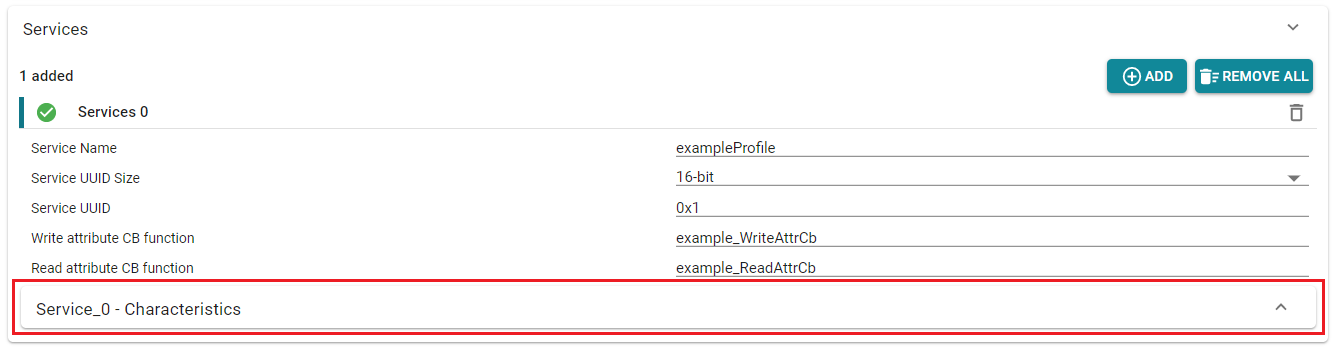 Services
1 added
ADD
REMOVE ALL
Services 0
Service Name
exampleProfile
Service UUID Size
16-bit
Service UUID
0x1
Write attribute CB function
example_WriteAttrCb
Read attribute CB function
example_ReadAttrCb
Service_0 - Characteristics